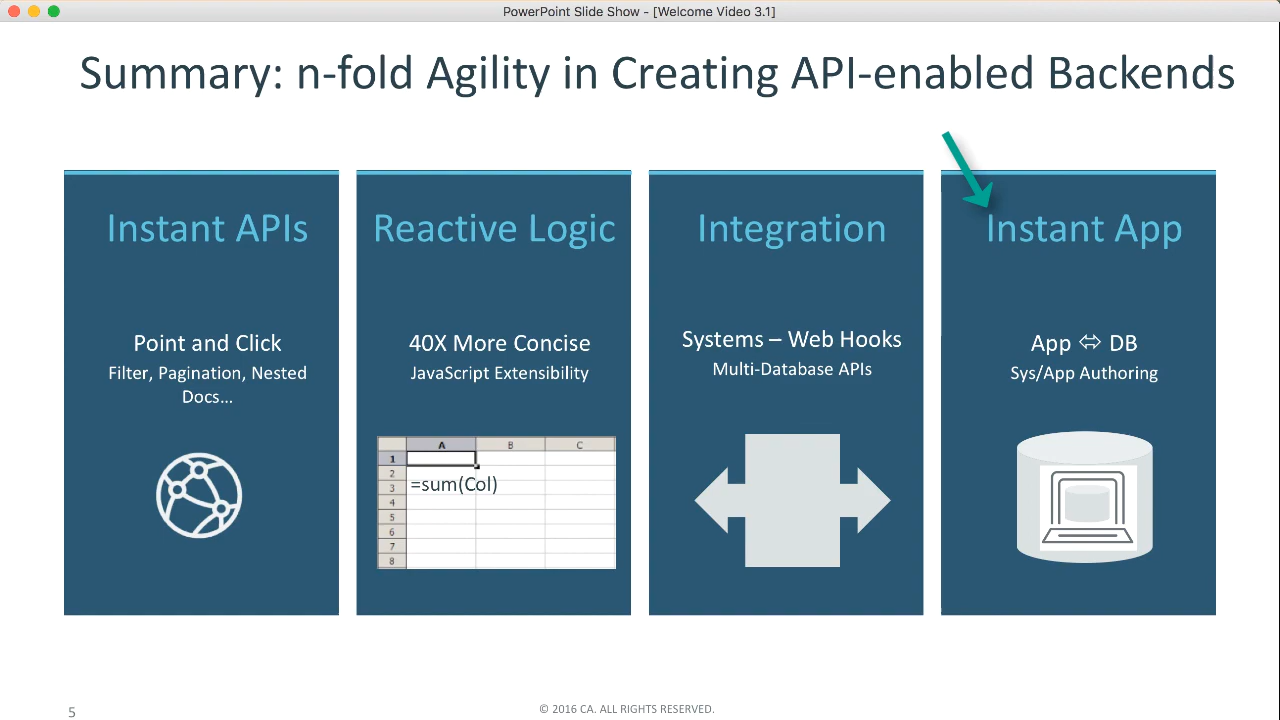 PowerPoint Slide Show - [Welcome Video 3.1]
Summary: n-fold Agility in Creating API-enabled Backends
Instant APIs
Point and Click
Filter, Pagination, Nested
Docs...
Reactive Logic
40X More Concise
JavaScript Extensibility
A B C
1
2
3 =sum(Col)
4
5
6
7
8
Integration
Systems – Web Hooks
Multi-Database APIs
Instant App
App ⬄ DB
Sys/App Authoring
5
© 2016 CA. ALL RIGHTS RESERVED.